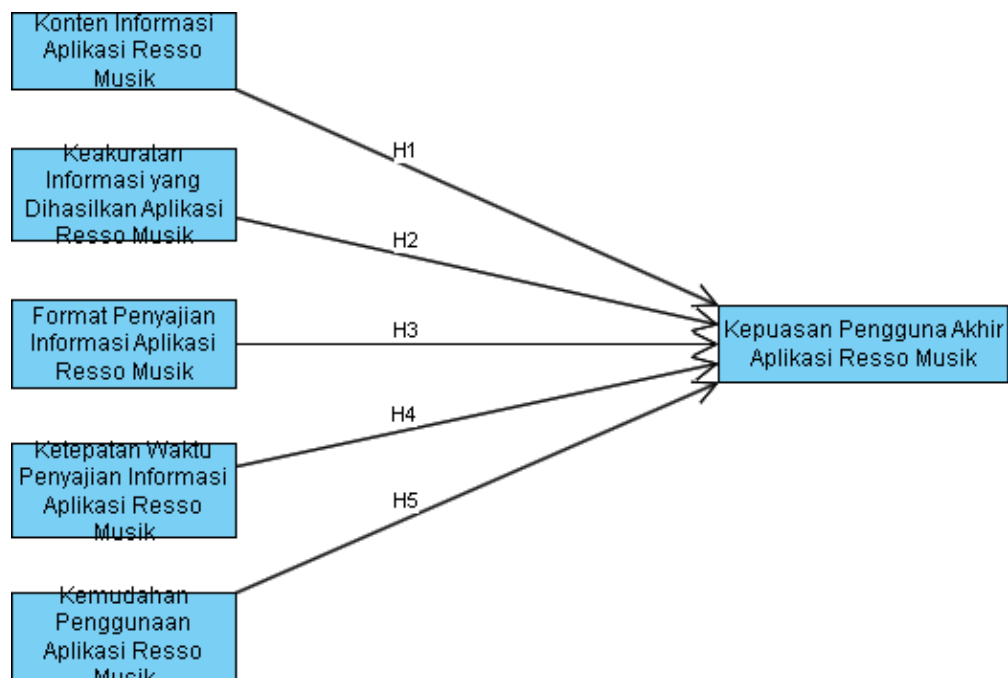 Konten Informasi
Aplikasi Resso
Musik
H1
Keakuratan
Informasi yang
Dihasilkan Aplikasi
Resso Musik
H2
Format Penyajian
Informasi Aplikasi
Resso Musik
H3
Kepuasan Pengguna Akhir
Aplikasi Resso Musik
Ketepatan Waktu
Penyajian Informasi
Aplikasi Resso
Musik
H4
H5
Kemudahan
Penggunaan
Aplikasi Resso
Musik